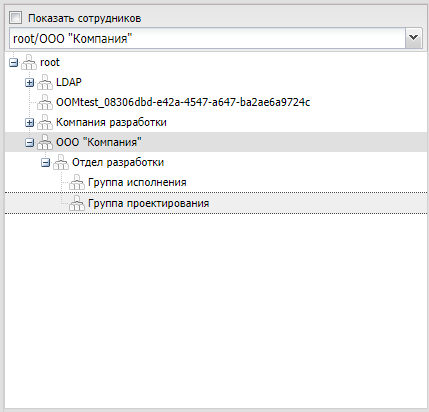 Показать сотрудников
root/ООО "Компания"
root
LDAP
OOMtest_08306dbd-e42a-4547-a647-ba2ae6a9724c
Компания разработки
ООО "Компания"
Отдел разработки
Группа исполнения
Группа проектирования